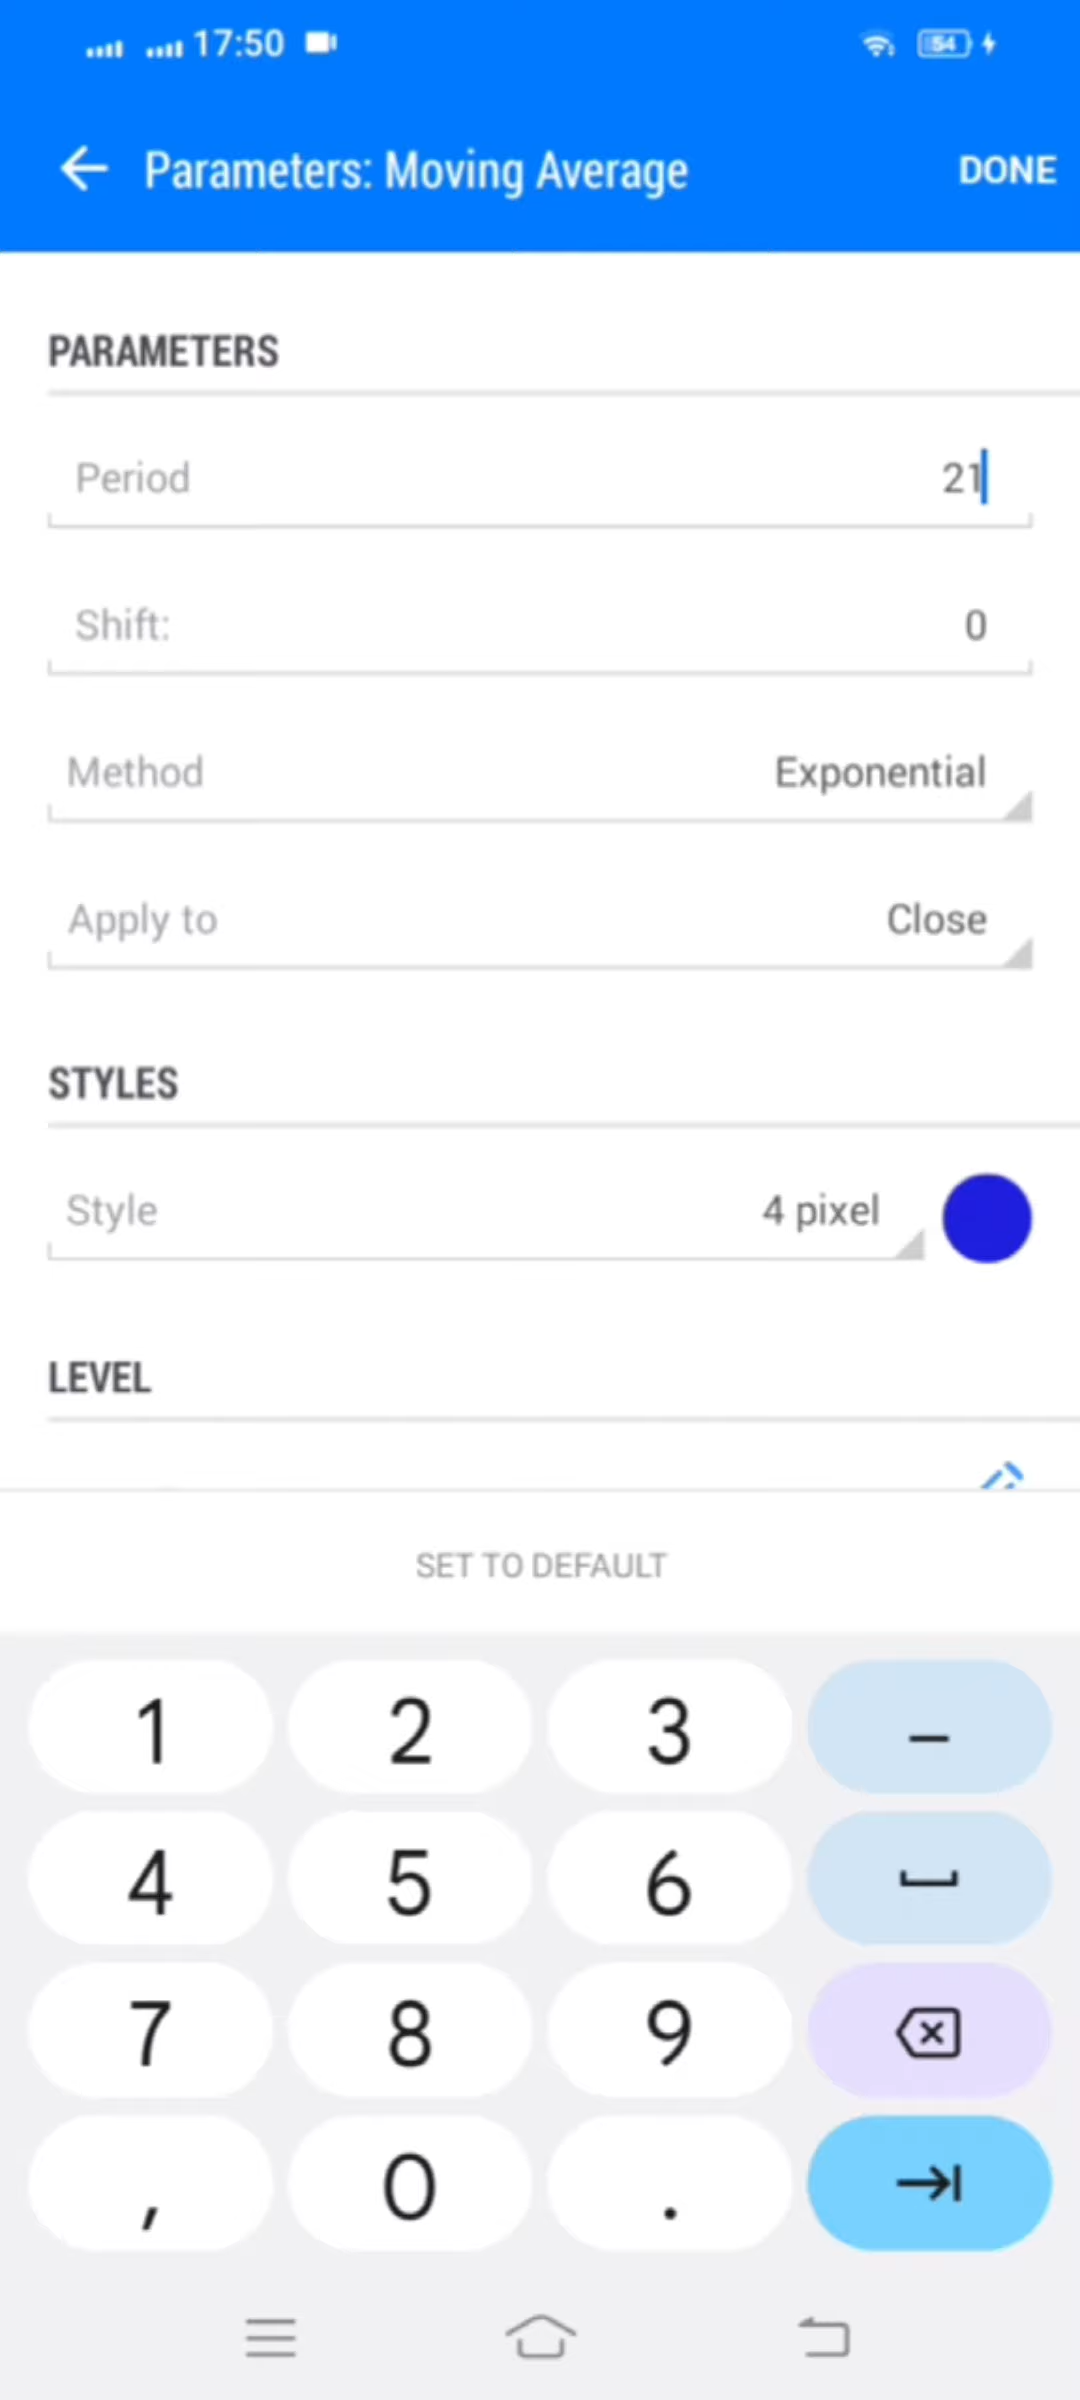 17:50
54
Parameters: Moving Average DONE
PARAMETERS
Period 21
Shift: 0
Method Exponential
Apply to Close
STYLES
Style 4 pixel
LEVEL
SET TO DEFAULT
1 2 3 –
4 5 6
7 8 9
, 0 .